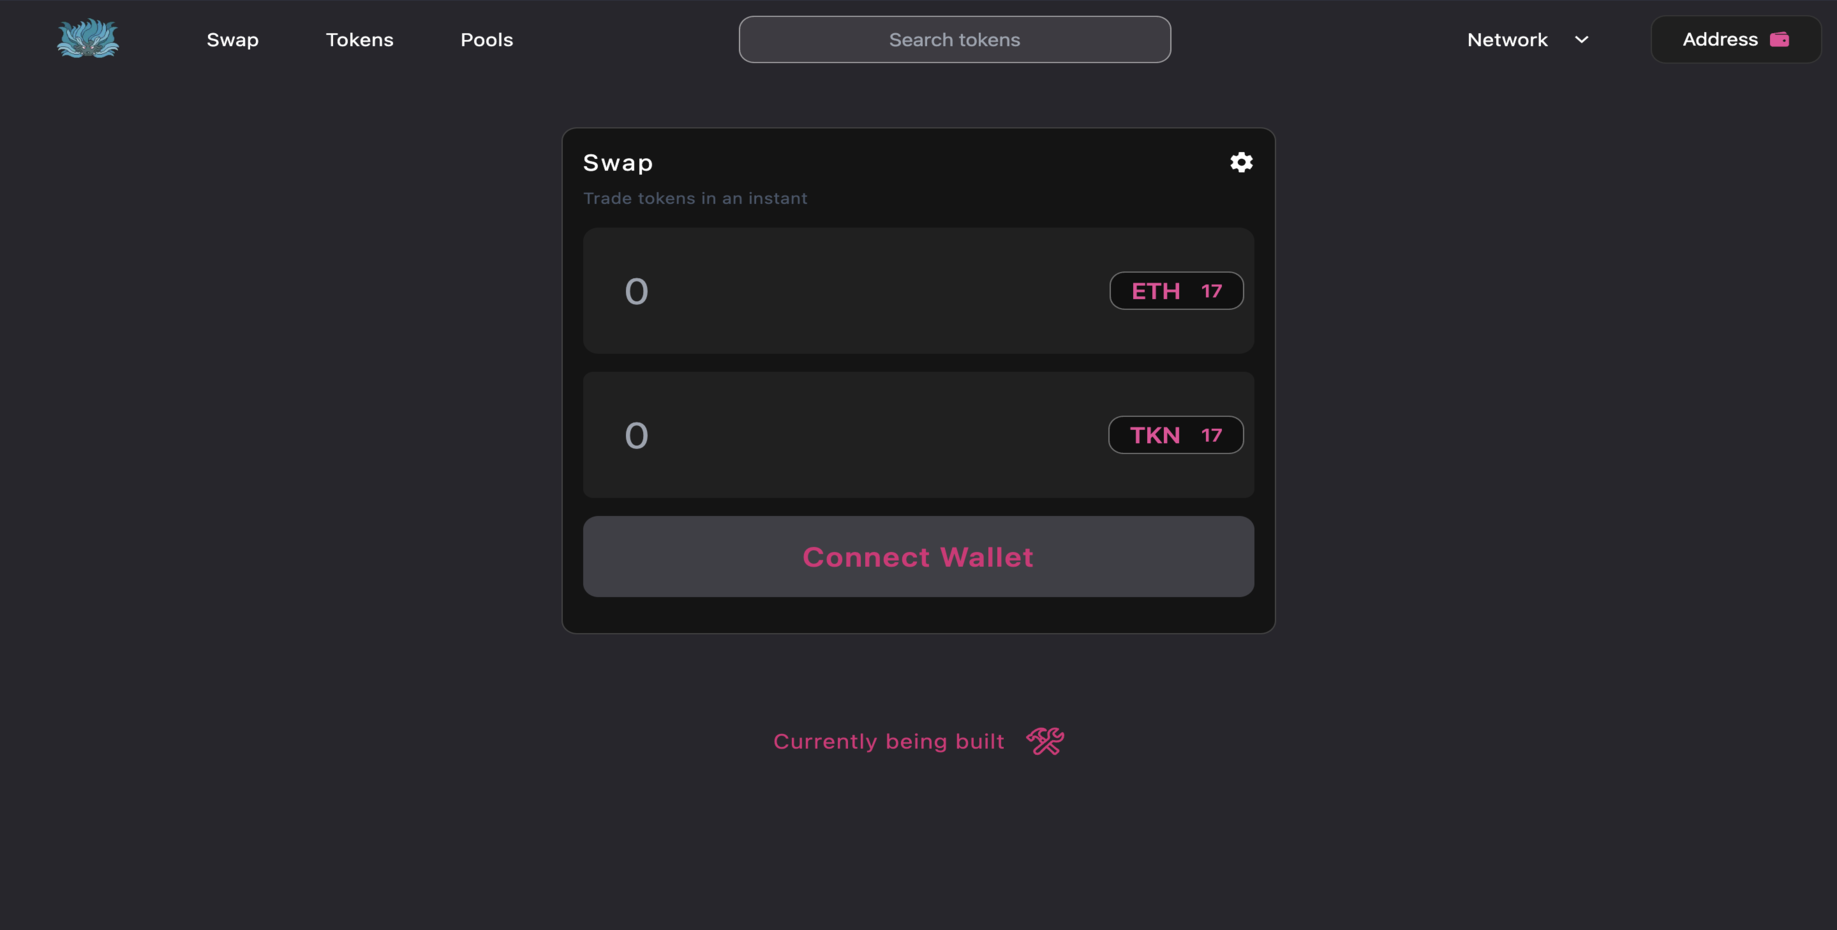 Swap Tokens Pools Search tokens Network Address
Swap
Trade tokens in an instant
0 ETH 17
0 TKN 17
Connect Wallet
Currently being built